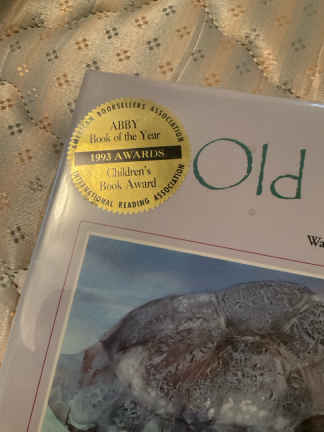 AMERICAN BOOKSELLERS ASSOCIATION
ABBY
Book of the Year
1993 AWARDS
Children's
Book Award
INTERNATIONAL READING ASSOCIATION
Old
Wa